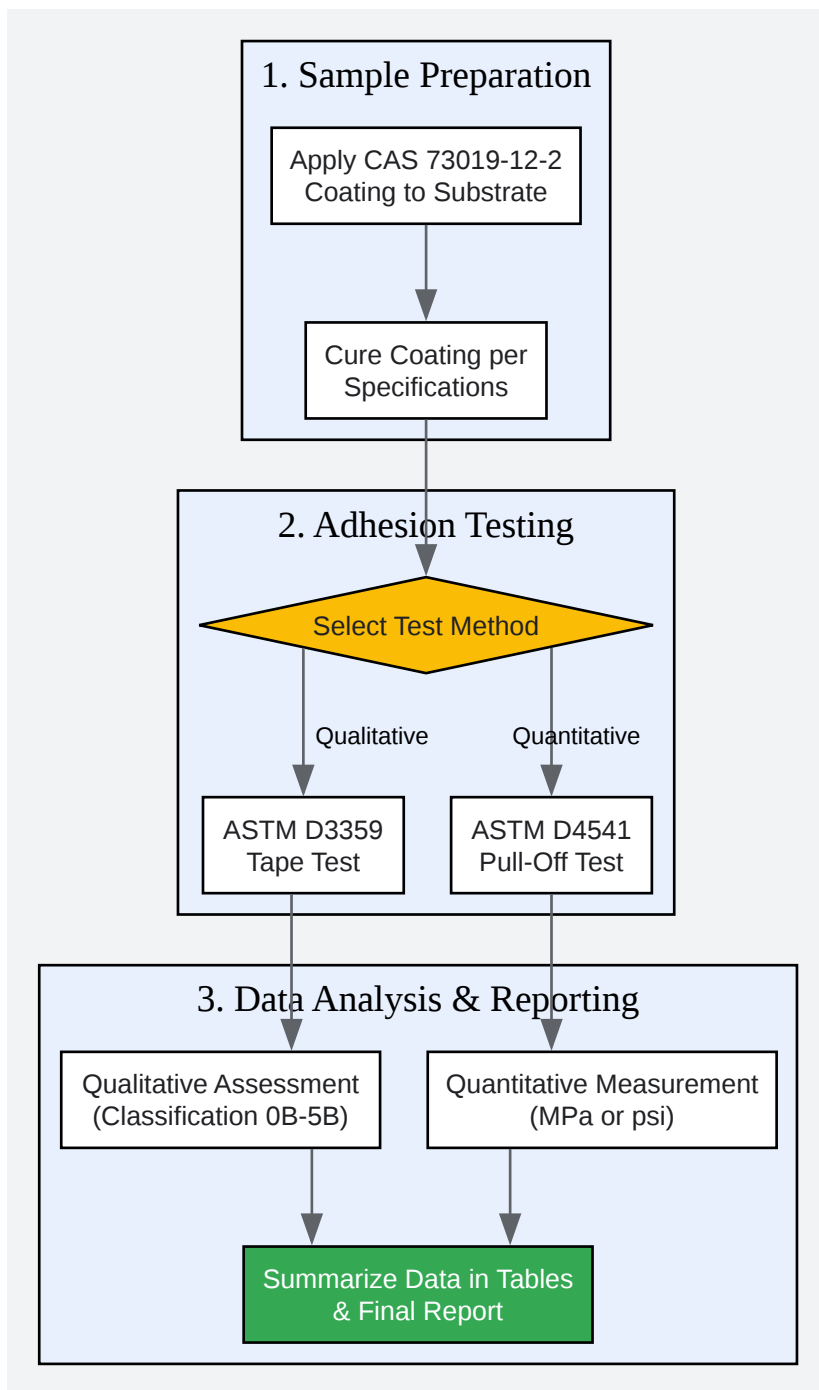 1. Sample Preparation
Apply CAS 73019-12-2
Coating to Substrate
Cure Coating per
Specifications
2. Adhesion Testing
Select Test Method
Qualitative
Quantitative
ASTM D3359
Tape Test
ASTM D4541
Pull-Off Test
3. Data Analysis & Reporting
Qualitative Assessment
(Classification 0B-5B)
Quantitative Measurement
(MPa or psi)
Summarize Data in Tables
& Final Report